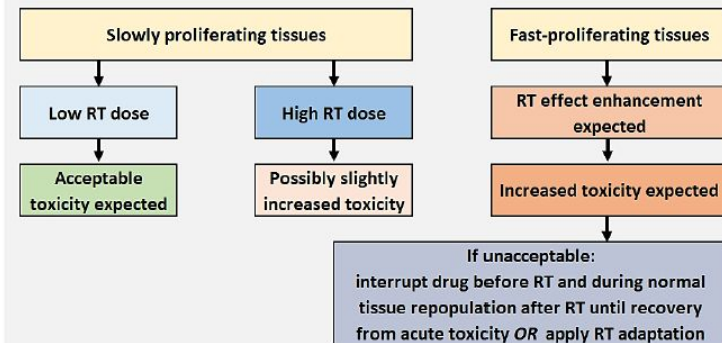 Slowly proliferating tissues
Fast-proliferating tissues
Low RT dose
High RT dose
RT effect enhancement
expected
Acceptable
toxicity expected
Possibly slightly
increased toxicity
Increased toxicity expected
If unacceptable:
interrupt drug before RT and during normal
tissue repopulation after RT until recovery
from acute toxicity OR apply RT adaptation